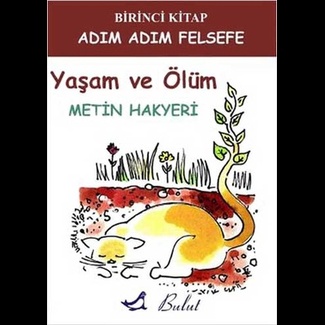 BİRİNCİ KİTAP
ADIM ADIM FELSEFE
Yaşam ve Ölüm
METİN HAKYERİ
Bulut